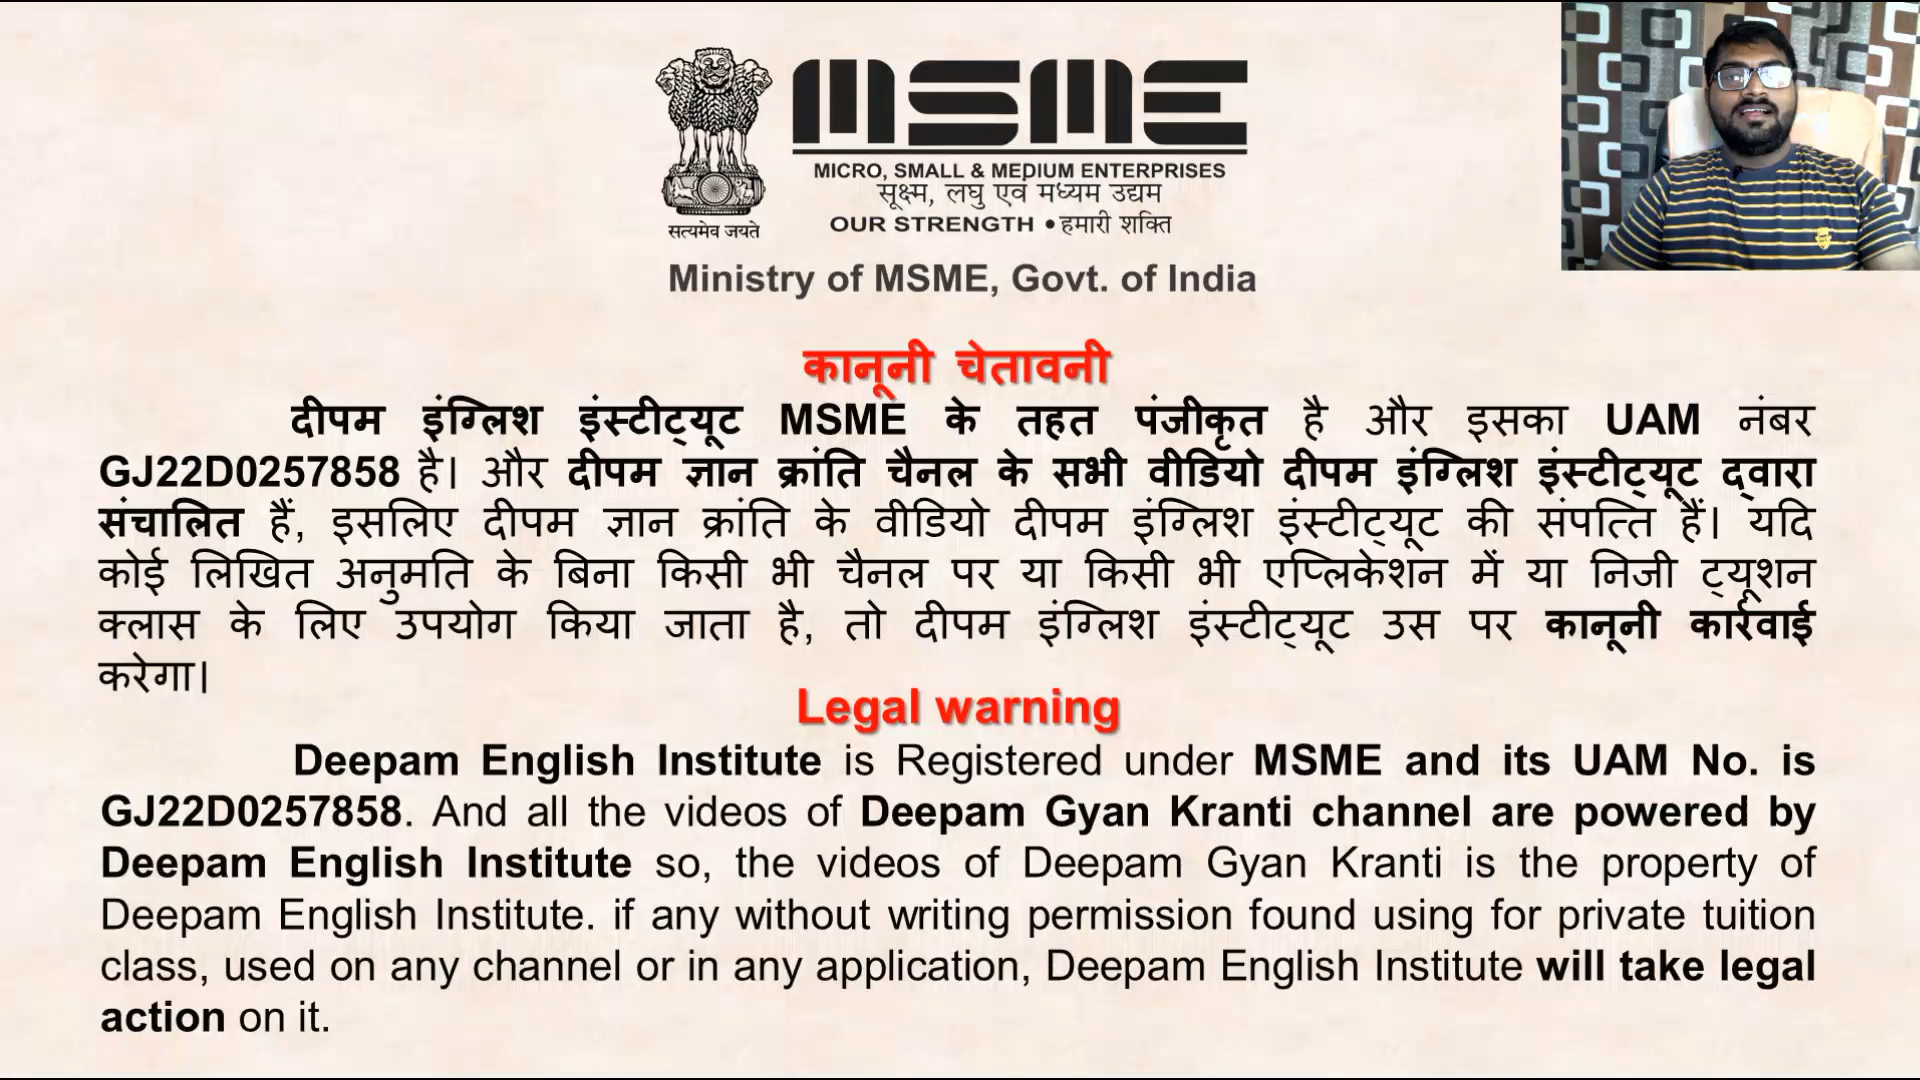 MSME
MICRO, SMALL & MEDIUM ENTERPRISES
सूक्ष्म, लघु एवं मध्यम उद्यम
OUR STRENGTH • हमारी शक्ति
सत्यमेव जयते
Ministry of MSME, Govt. of India
कानूनी चेतावनी
दीपम इंग्लिश इंस्टीट्यूट MSME के तहत पंजीकृत है और इसका UAM नंबर
GJ22D0257858 है। और दीपम ज्ञान क्रांति चैनल के सभी वीडियो दीपम इंग्लिश इंस्टीट्यूट द्वारा
संचालित हैं, इसलिए दीपम ज्ञान क्रांति के वीडियो दीपम इंग्लिश इंस्टीट्यूट की संपत्ति हैं। यदि
कोई लिखित अनुमति के बिना किसी भी चैनल पर या किसी भी एप्लिकेशन में या निजी ट्यूशन
क्लास के लिए उपयोग किया जाता है, तो दीपम इंग्लिश इंस्टीट्यूट उस पर कानूनी कार्रवाई
करेगा।
Legal warning
Deepam English Institute is Registered under MSME and its UAM No. is
GJ22D0257858. And all the videos of Deepam Gyan Kranti channel are powered by
Deepam English Institute so, the videos of Deepam Gyan Kranti is the property of
Deepam English Institute. if any without writing permission found using for private tuition
class, used on any channel or in any application, Deepam English Institute will take legal
action on it.